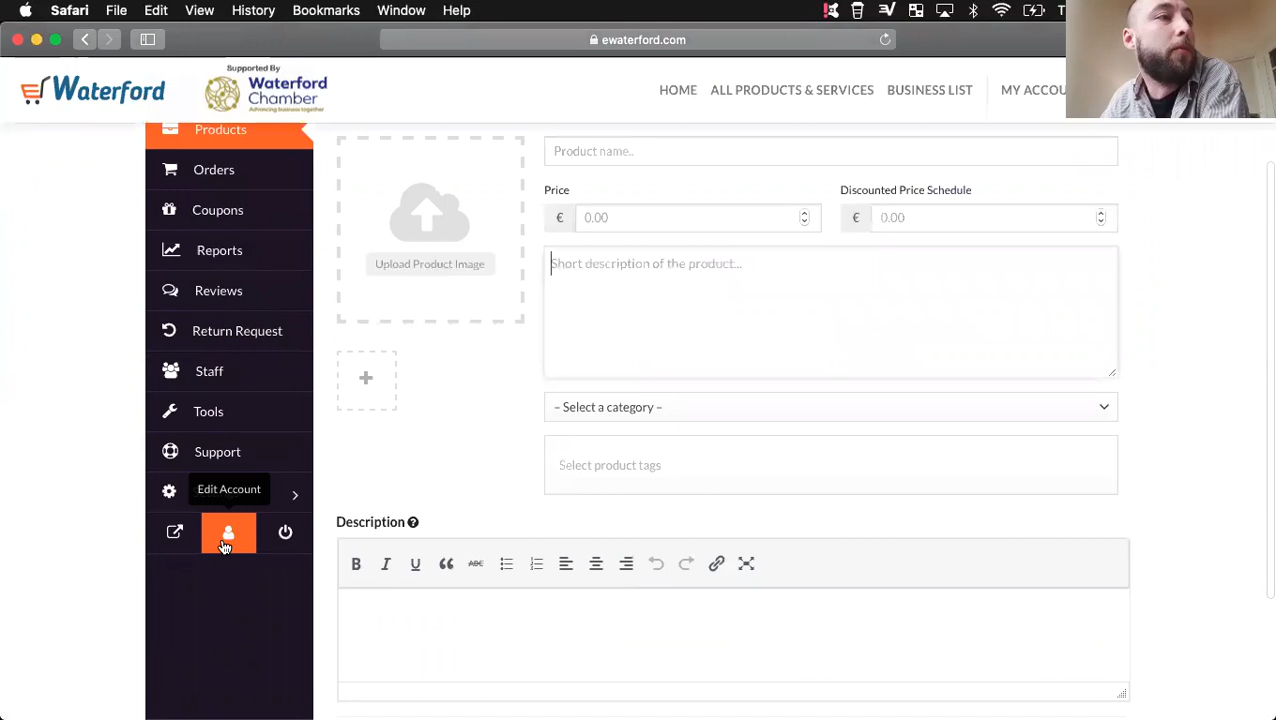 Safari File Edit View History Bookmarks Window Help
ewaterford.com
Waterford
Supported By
Waterford
Chamber
Advancing business together
HOME ALL PRODUCTS & SERVICES BUSINESS LIST MY ACCOU
Products
Orders
Coupons
Reports
Reviews
Return Request
Staff
Tools
Support
Edit Account
Product name..
Price
Discounted Price Schedule
€ 0.00
€ 0.00
Upload Product Image
Short description of the product...
– Select a category –
Select product tags
Description
B I U ABC